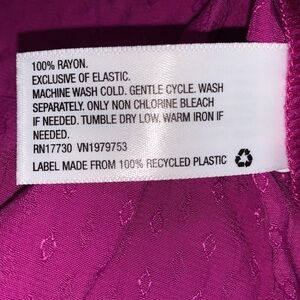 100% RAYON.
EXCLUSIVE OF ELASTIC.
MACHINE WASH COLD. GENTLE CYCLE. WASH
SEPARATELY. ONLY NON CHLORINE BLEACH
IF NEEDED. TUMBLE DRY LOW. WARM IRON IF
NEEDED.
RN17730 VN1979753
LABEL MADE FROM 100% RECYCLED PLASTIC